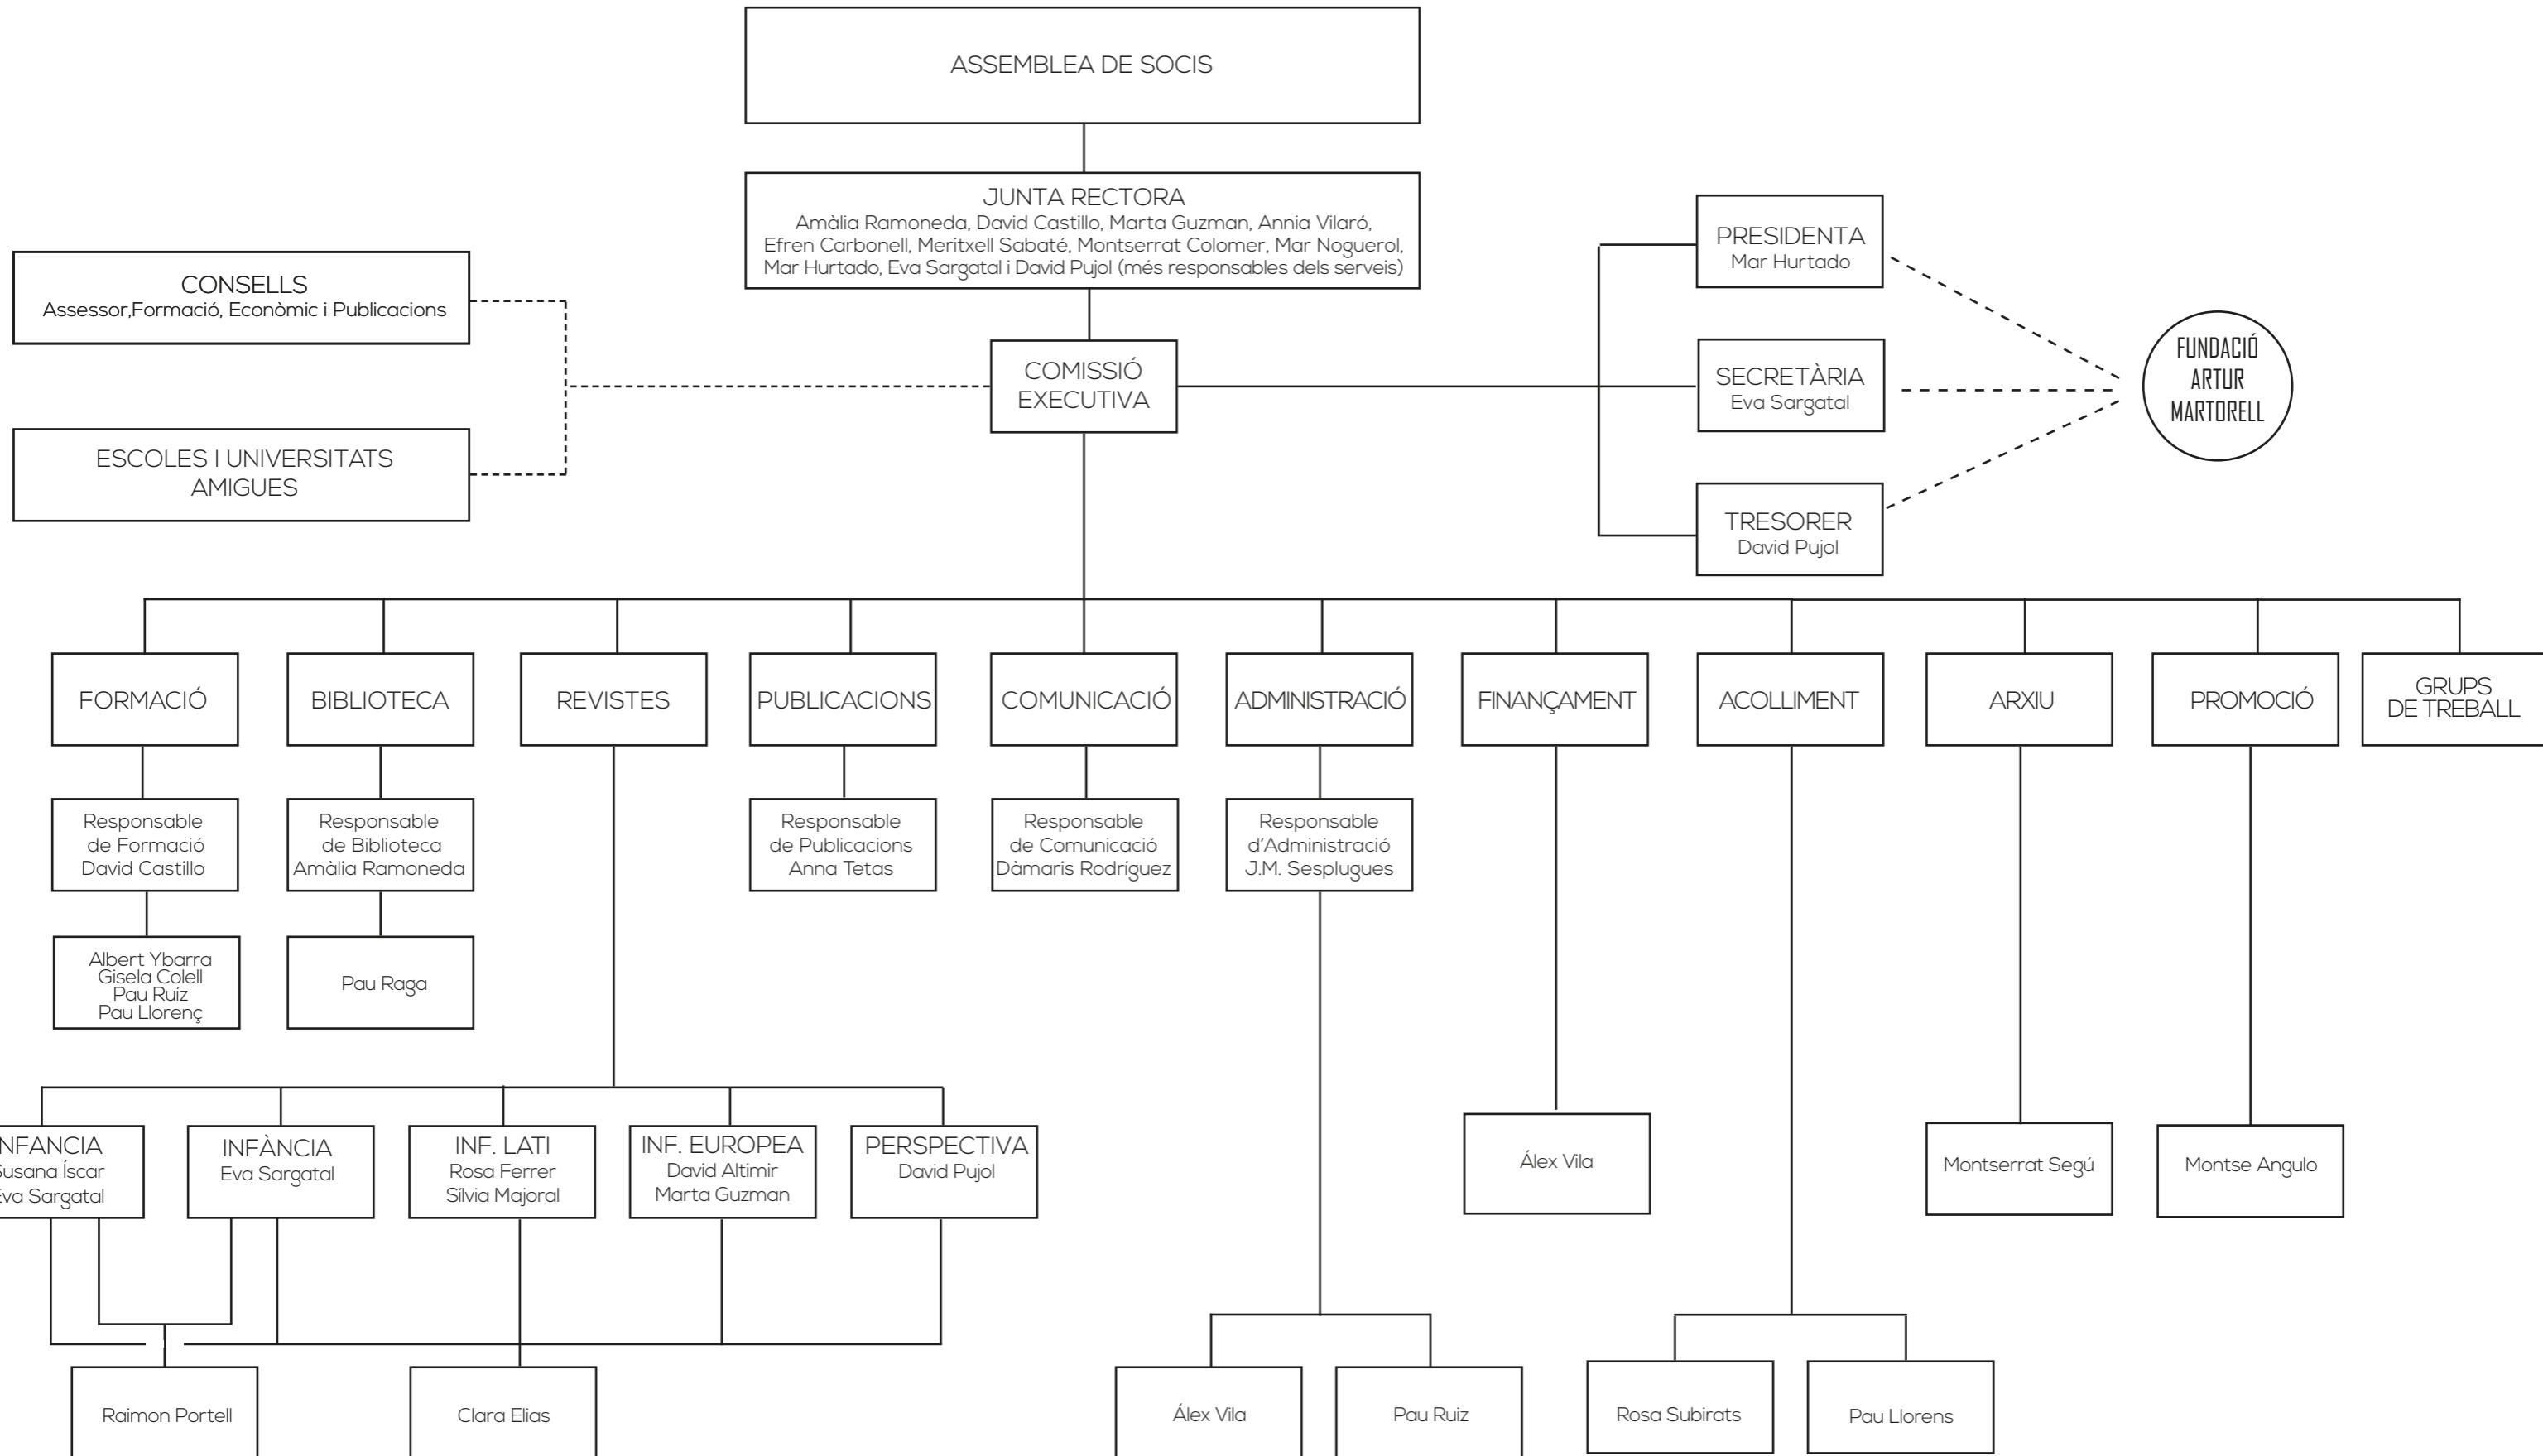 ASSEMBLEA DE SOCIS
JUNTA RECTORA
Amàlia Ramoneda, David Castillo, Marta Guzman, Annia Vilaró,
Efren Carbonell, Meritxell Sabaté, Montserrat Colomer, Mar Noguerol,
Mar Hurtado, Eva Sargatal i David Pujol (més responsables dels serveis)
CONSELLS
Assessor,Formació, Econòmic i Publicacions
ESCOLES I UNIVERSITATS
AMIGUES
COMISSIÓ
EXECUTIVA
PRESIDENTA
Mar Hurtado
SECRETÀRIA
Eva Sargatal
TRESORER
David Pujol
FUNDACIÓ
ARTUR
MARTORELL
FORMACIÓ
BIBLIOTECA
REVISTES
PUBLICACIONS
COMUNICACIÓ
ADMINISTRACIÓ
FINANÇAMENT
ACOLLIMENT
ARXIU
PROMOCIÓ
GRUPS
DE TREBALL
Responsable
de Formació
David Castillo
Responsable
de Biblioteca
Amàlia Ramoneda
Responsable
de Publicacions
Anna Tetas
Responsable
de Comunicació
Dàmaris Rodríguez
Responsable
d'Administració
J.M. Sesplugues
Albert Ybarra
Gisela Colell
Pau Ruíz
Pau Llorenç
Pau Raga
NFANCIA
Susana Íscar
Eva Sargatal
INFÀNCIA
Eva Sargatal
INF. LATI
Rosa Ferrer
Sílvia Majoral
INF. EUROPEA
David Altimir
Marta Guzman
PERSPECTIVA
David Pujol
Álex Vila
Montserrat Segú
Montse Angulo
Raimon Portell
Clara Elias
Álex Vila
Pau Ruiz
Rosa Subirats
Pau Llorens